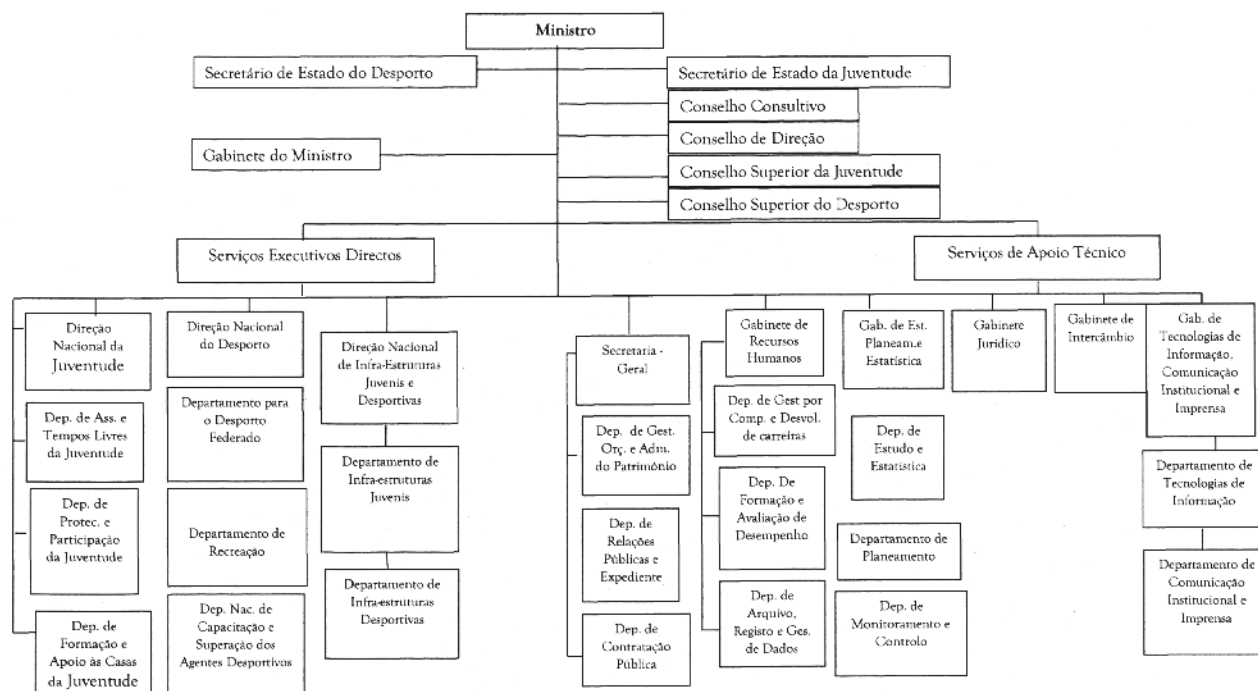 Ministro
Secretário de Estado do Desporto
Secretário de Estado da Juventude
Conselho Consultivo
Conselho de Direção
Gabinete do Ministro
Conselho Superior da Juventude
Conselho Superior do Desporto
Serviços Executivos Directos
Serviços de Apoio Técnico
Direção
Nacional da
Juventude
Dep. de Ass. e
Tempos Livres
da Juventude
Dep. de
Protec. e
Participação
da Juventude
Dep. de
Formação e
Apoio às Casas
da Juventude
Direção Nacional
do Desporto
Departamento para
o Desporto
Federado
Departamento de
Recreação
Dep. Nac. de
Capacitação e
Superação dos
Agentes Desportivos
Direção Nacional
de Infra-Estruturas
Juvenis e
Desportivas
Departamento de
Infra-estruturas
Juvenis
Departamento de
Infra-estruturas
Desportivas
Secretaria -
Geral
Dep. de Gest.
Orç. e Adm.
do Patrimônio
Dep. de
Relações
Públicas e
Expediente
Dep. de
Contratação
Pública
Gabinete de
Recursos
Humanos
Dep. de Gest por
Comp. e Desvol.
de carreiras
Dep. De
Formação e
Avaliação de
Desempenho
Dep. de
Arquivo,
Registo e Ges.
de Dados
Gab. de Est.
Planeam.e
Estatística
Dep. de
Estudo e
Estatística
Departamento de
Planeamento
Dep. de
Monitoramento e
Controlo
Gabinete
Jurídico
Gabinete de
Intercâmbio
Gab. de
Tecnologias de
Informação,
Comunicação
Institucional e
Imprensa
Departamento de
Tecnologias de
Informação
Departamento de
Comunicação
Institucional e
Imprensa